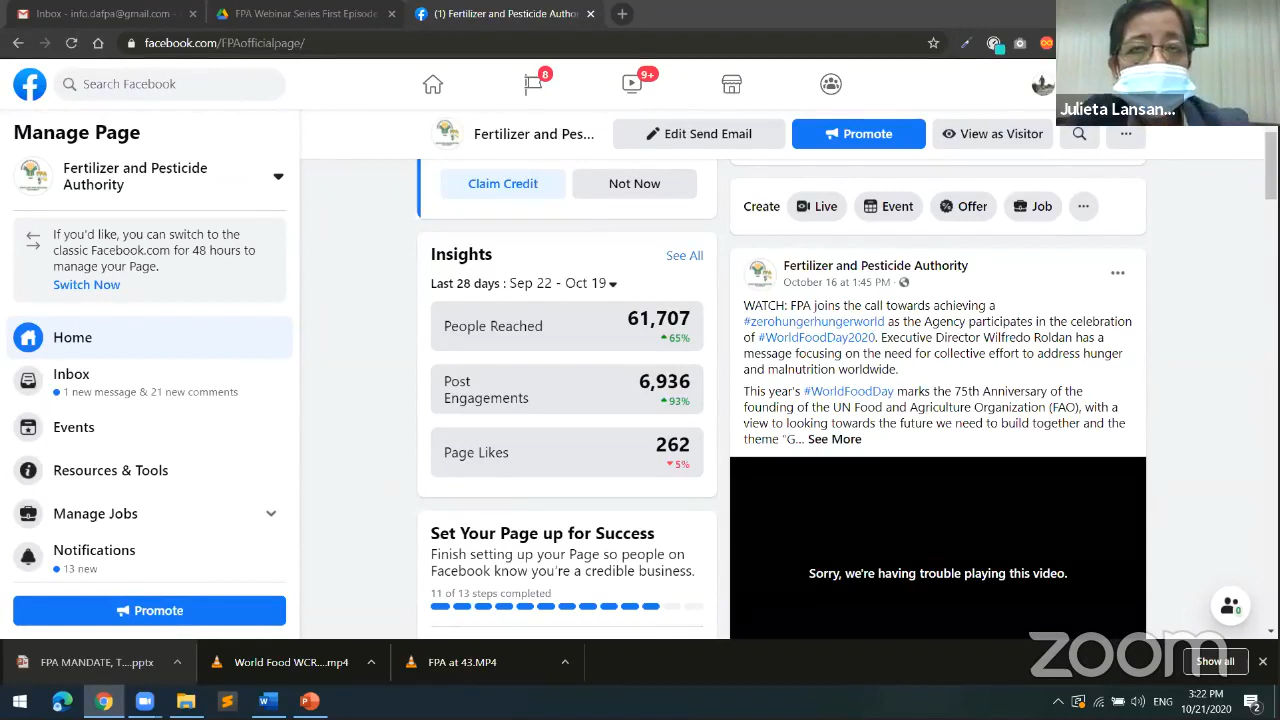 Inbox - info.cfpa@gmail.com -
FPA Webinar Series First Episode
(1) Fertilizer and Pesticide Author
facebook.com/FPAofficialpage/
Search Facebook
8
9+
Julieta Lansan...
Manage Page
Fertilizer and Pesticide
Authority
If you'd like, you can switch to the
classic Facebook.com for 48 hours to
manage your Page.
Switch Now
Home
Inbox
1 new message & 21 new comments
Events
Resources & Tools
Manage Jobs
Notifications
13 new
Promote
Fertilizer and Pes...
Edit Send Email
Promote
View as Visitor
Claim Credit
Not Now
Insights
See All
Last 28 days : Sep 22 - Oct 19
People Reached
61,707
65%
Post
Engagements
6,936
93%
Page Likes
262
5%
Set Your Page up for Success
Finish setting up your Page so people on
Facebook know you're a credible business.
11 of 13 steps completed
Create
Live
Event
Offer
Job
Fertilizer and Pesticide Authority
October 16 at 1:45 PM
WATCH: FPA joins the call towards achieving a
#zerohungerhungerworld as the Agency participates in the celebration
of #WorldFoodDay2020. Executive Director Wilfredo Roldan has a
message focusing on the need for collective effort to address hunger
and malnutrition worldwide.
This year's #WorldFoodDay marks the 75th Anniversary of the
founding of the UN Food and Agriculture Organization (FAO), with a
view to looking towards the future we need to build together and the
theme "G... See More
Sorry, we're having trouble playing this video.
0
zoom
FPA MANDATE, T....pptx
World Food WCR....mp4
FPA at 43.MP4
Show all
ENG
3:22 PM
10/21/2020
2